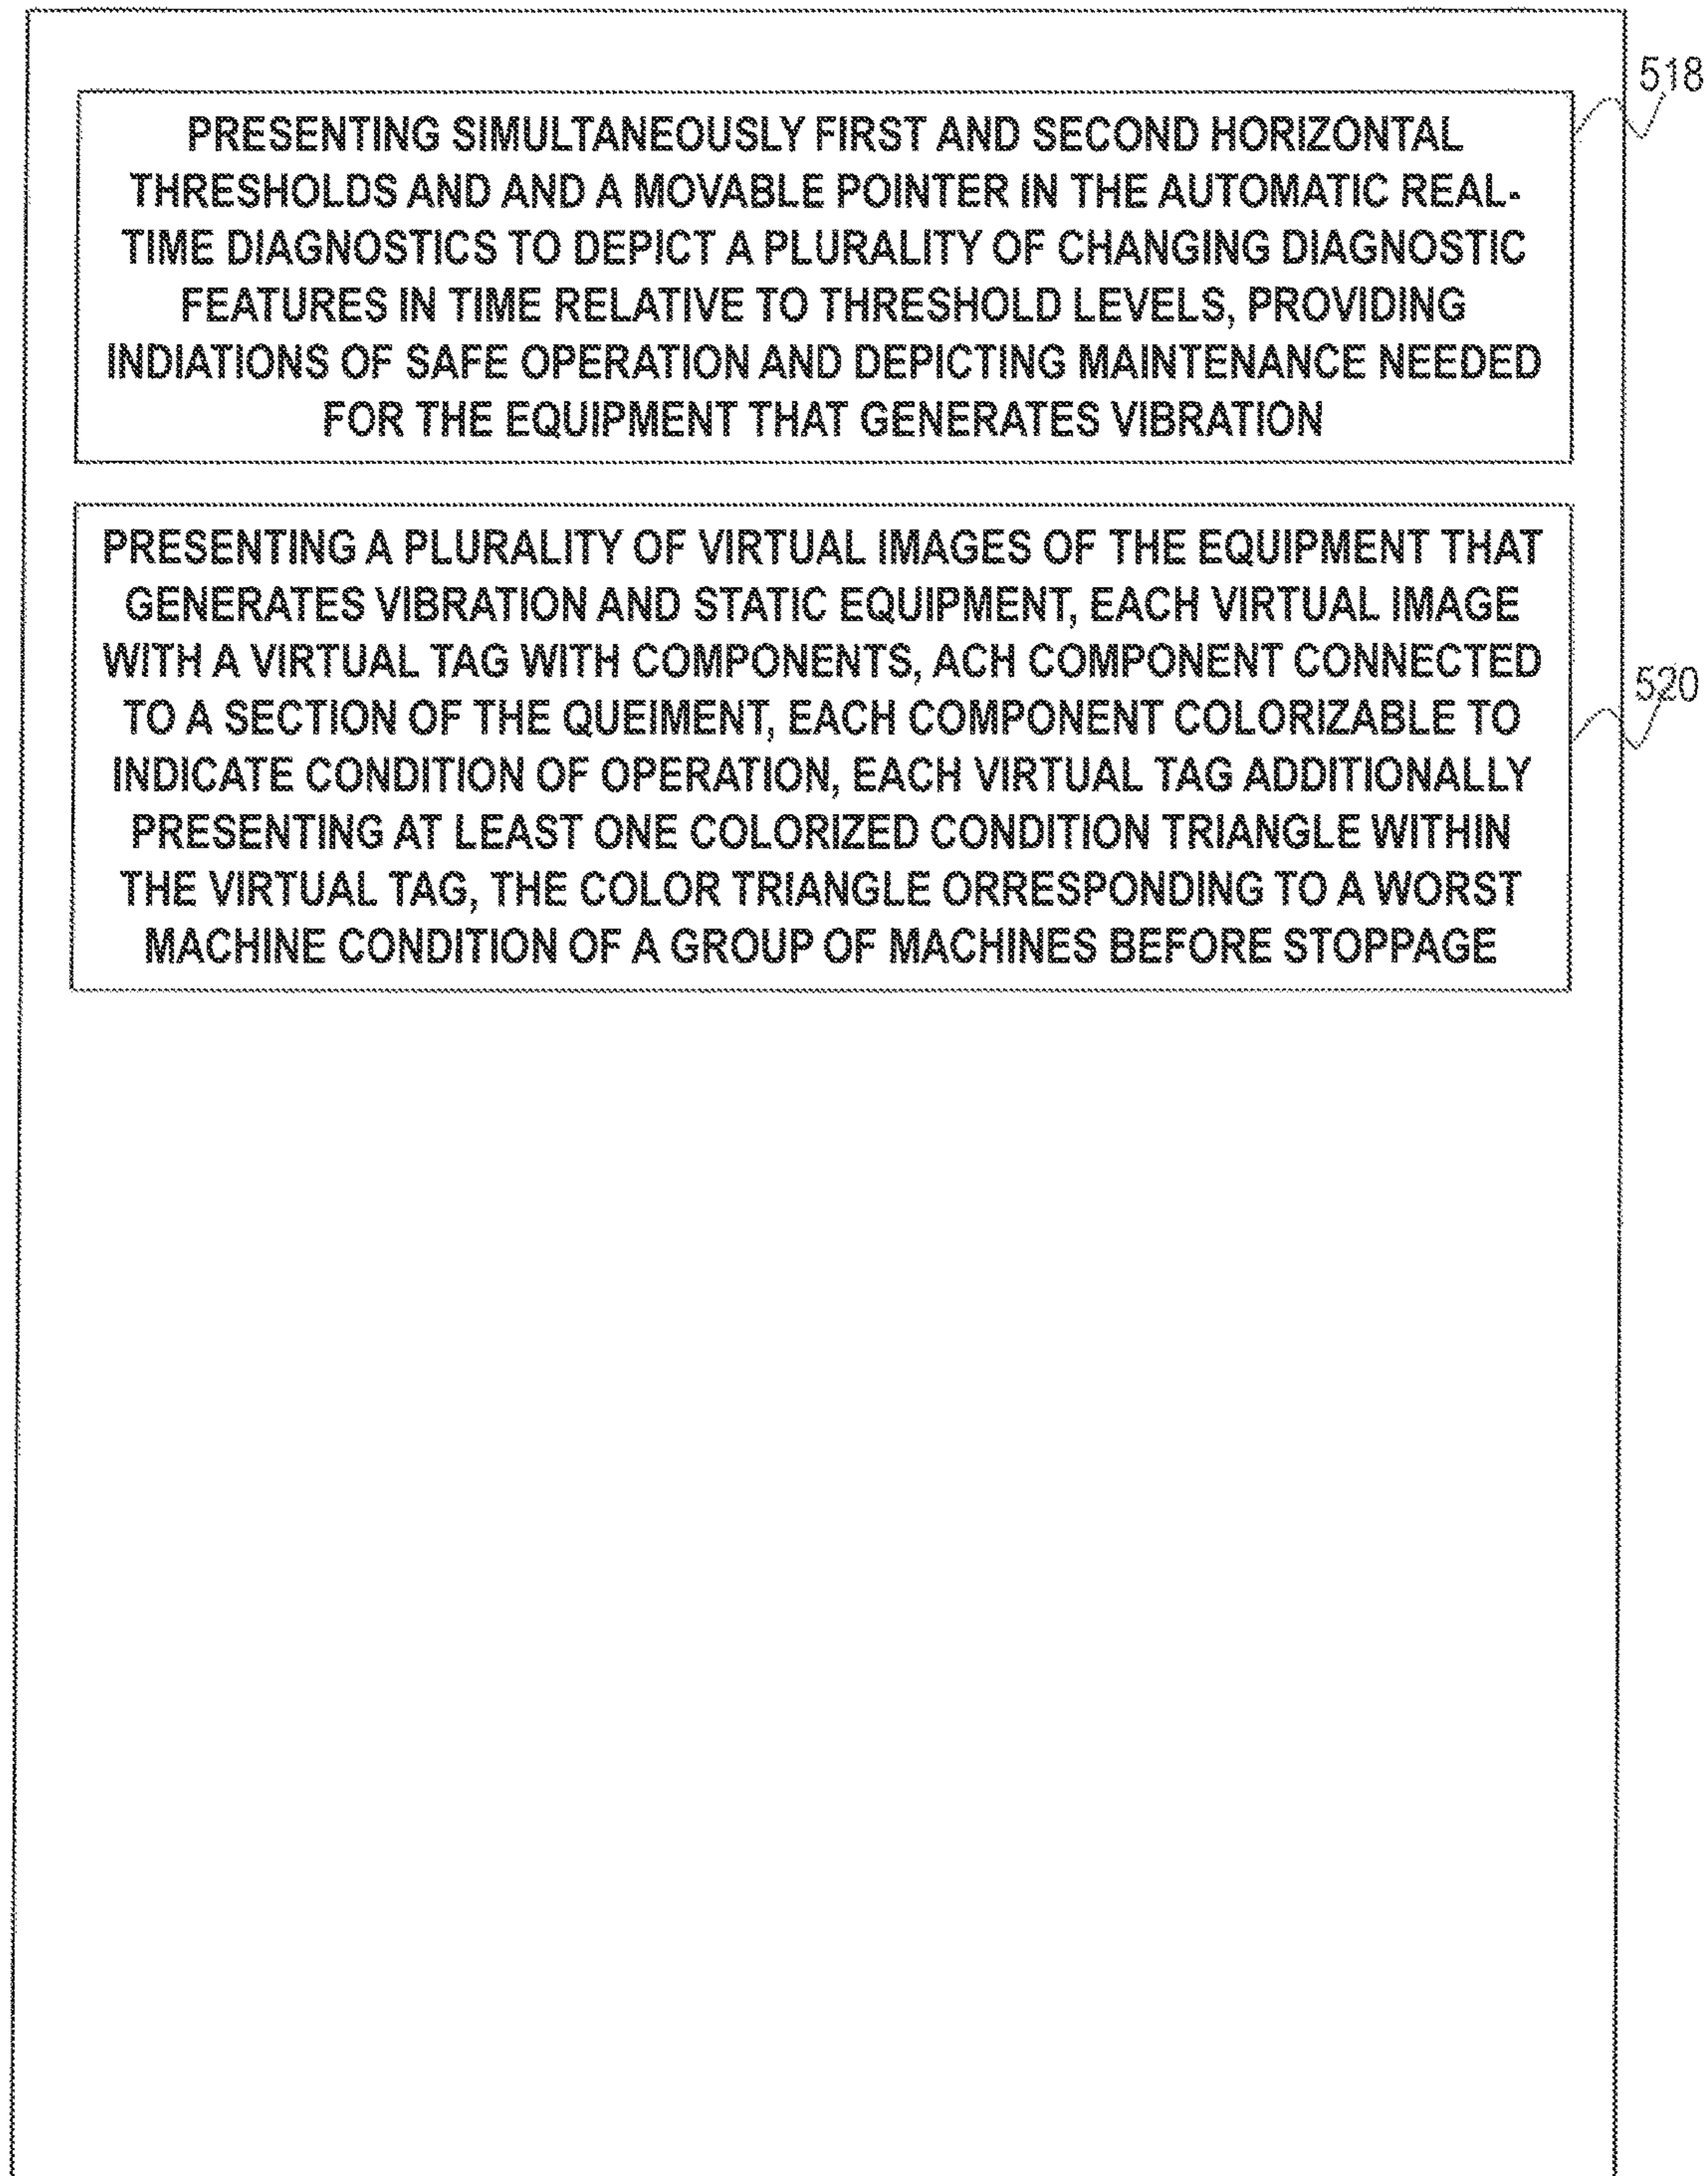 518
PRESENTING SIMULTANEOUSLY FIRST AND SECOND HORIZONTAL
THRESHOLDS AND AND A MOVABLE POINTER IN THE AUTOMATIC REAL-
TIME DIAGNOSTICS TO DEPICT A PLURALITY OF CHANGING DIAGNOSTIC
FEATURES IN TIME RELATIVE TO THRESHOLD LEVELS, PROVIDING
INDIATIONS OF SAFE OPERATION AND DEPICTING MAINTENANCE NEEDED
FOR THE EQUIPMENT THAT GENERATES VIBRATION
PRESENTING A PLURALITY OF VIRTUAL IMAGES OF THE EQUIPMENT THAT
GENERATES VIBRATION AND STATIC EQUIPMENT, EACH VIRTUAL IMAGE
WITH A VIRTUAL TAG WITH COMPONENTS, ACH COMPONENT CONNECTED
520
TO A SECTION OF THE QUEIMENT, EACH COMPONENT COLORIZABLE TO
INDICATE CONDITION OF OPERATION, EACH VIRTUAL TAG ADDITIONALLY
PRESENTING AT LEAST ONE COLORIZED CONDITION TRIANGLE WITHIN
THE VIRTUAL TAG, THE COLOR TRIANGLE ORRESPONDING TO A WORST
MACHINE CONDITION OF A GROUP OF MACHINES BEFORE STOPPAGE